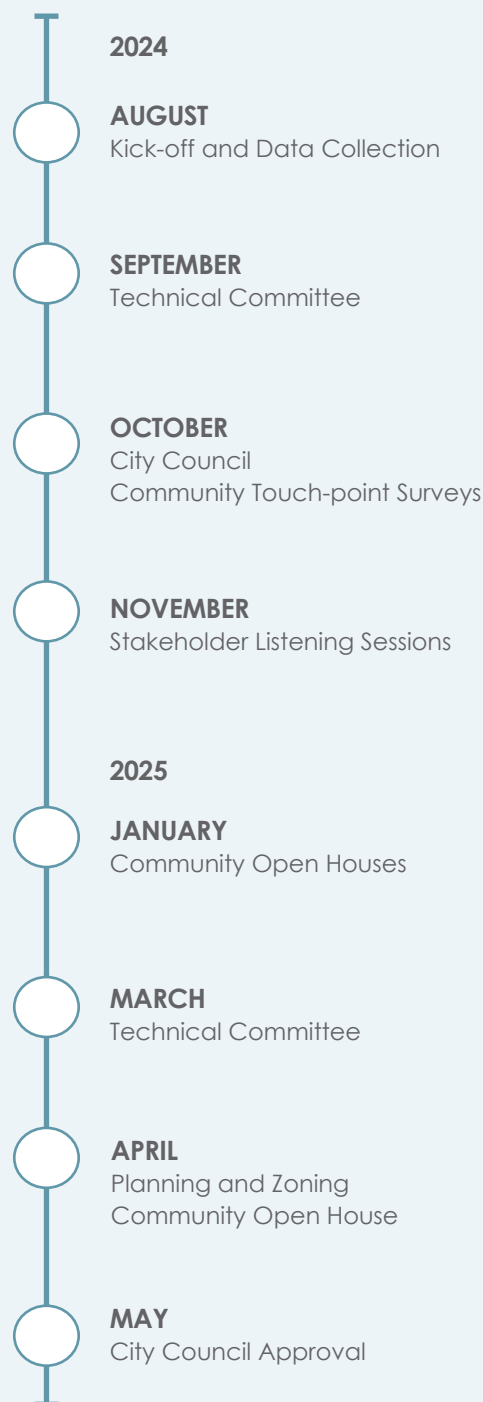 2024
AUGUST
Kick-off and Data Collection
SEPTEMBER
Technical Committee
OCTOBER
City Council
Community Touch-point Surveys
NOVEMBER
Stakeholder Listening Sessions
2025
JANUARY
Community Open Houses
MARCH
Technical Committee
APRIL
Planning and Zoning
Community Open House
MAY
City Council Approval